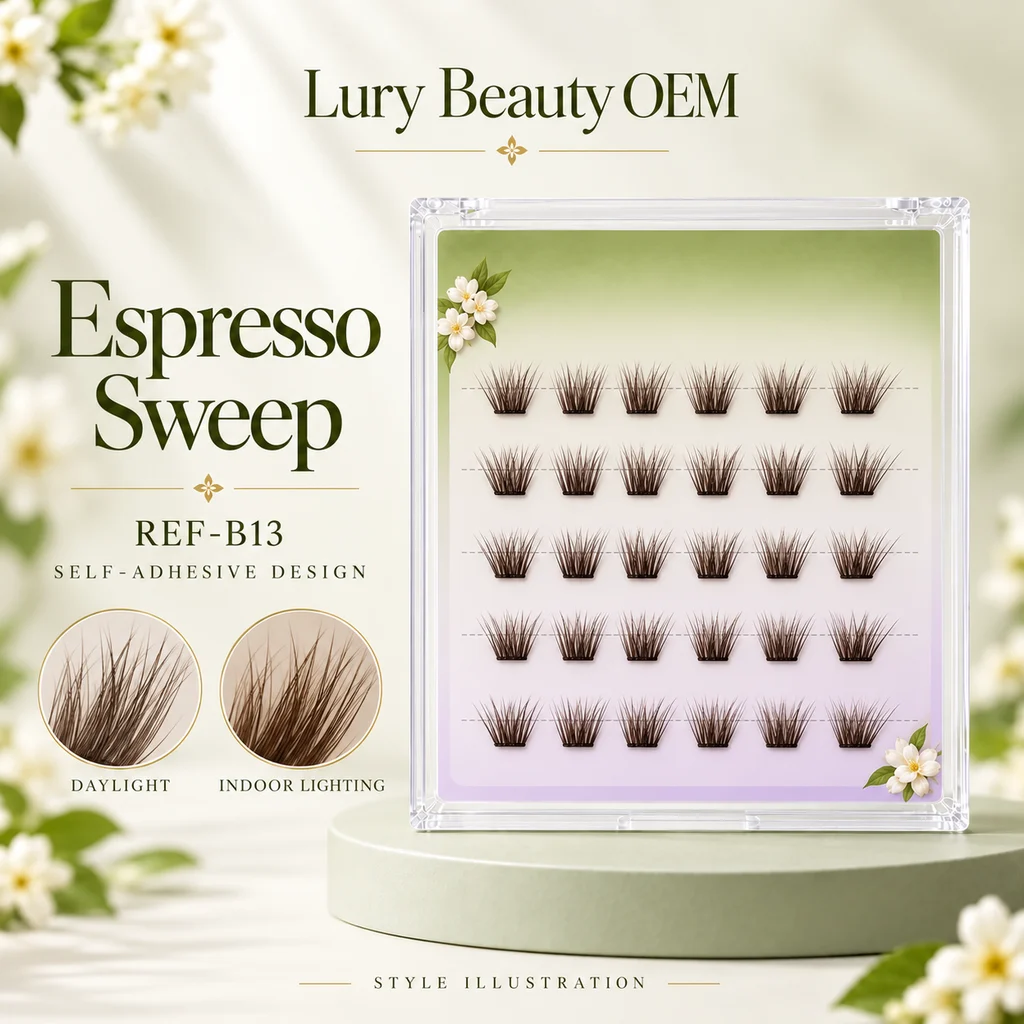 Lury Beauty OEM
Espresso
Sweep
REF-B13
SELF-ADHESIVE DESIGN
DAYLIGHT
INDOOR LIGHTING
STYLE ILLUSTRATION